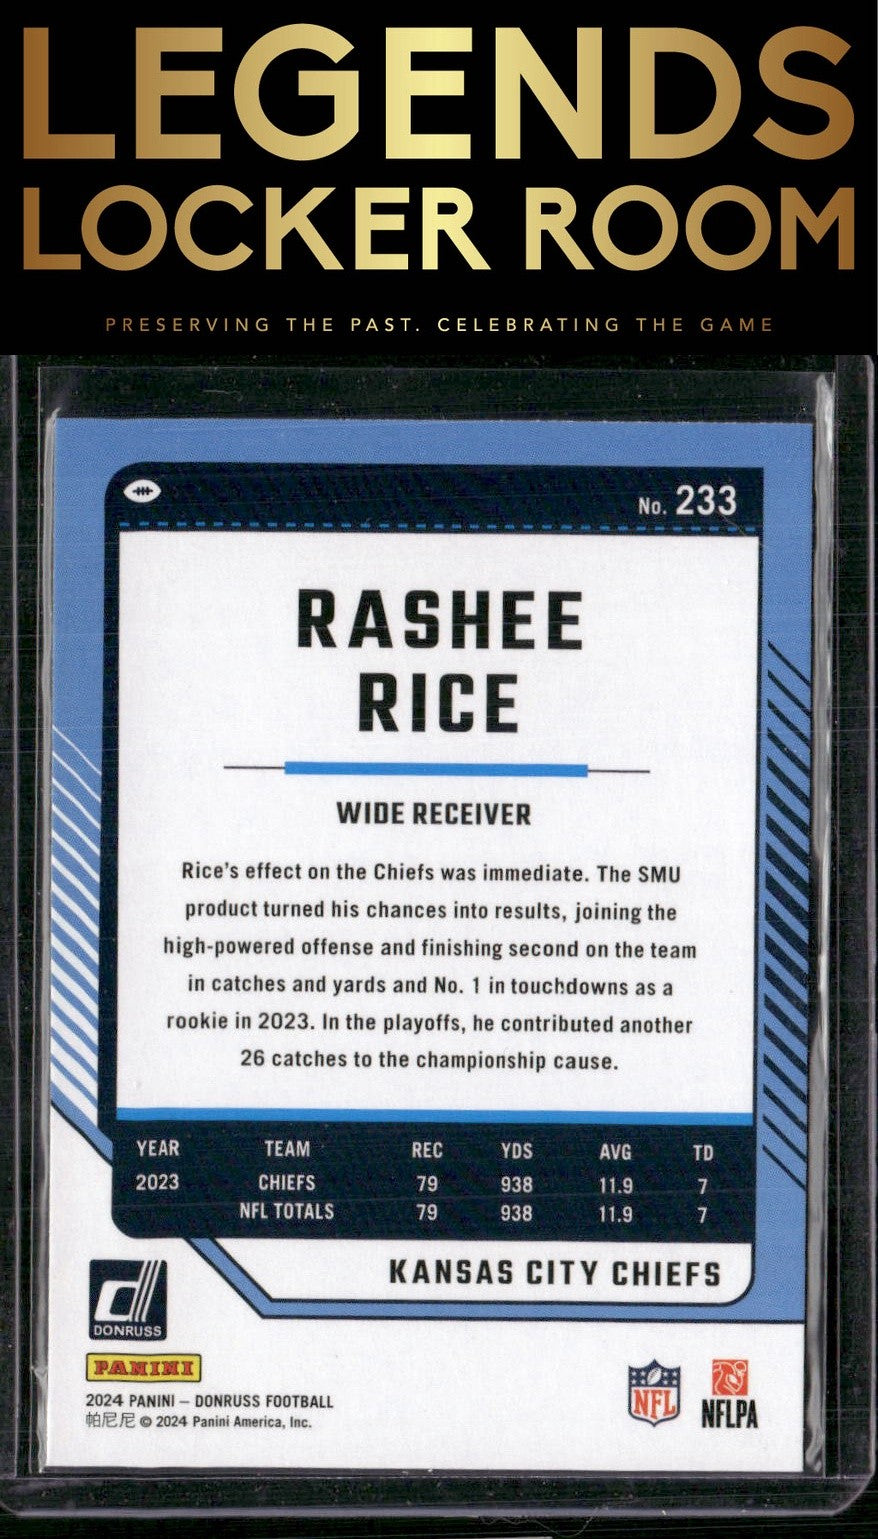 LEGENDS
LOCKER ROOM
PRESERVING THE PAST. CELEBRATING THE GAME
No. 233
RASHEE
RICE
WIDE RECEIVER
Rice's effect on the Chiefs was immediate. The SMU
product turned his chances into results, joining the
high-powered offense and finishing second on the team
in catches and yards and No. 1 in touchdowns as a
rookie in 2023. In the playoffs, he contributed another
26 catches to the championship cause.
YEAR TEAM REC YDS AVG TD
2023 CHIEFS 79 938 11.9 7
NFL TOTALS 79 938 11.9 7
KANSAS CITY CHIEFS
d
DONRUSS
PANINI
2024 PANINI – DONRUSS FOOTBALL
帕尼尼 © 2024 Panini America, Inc.
NFL
NFLPA